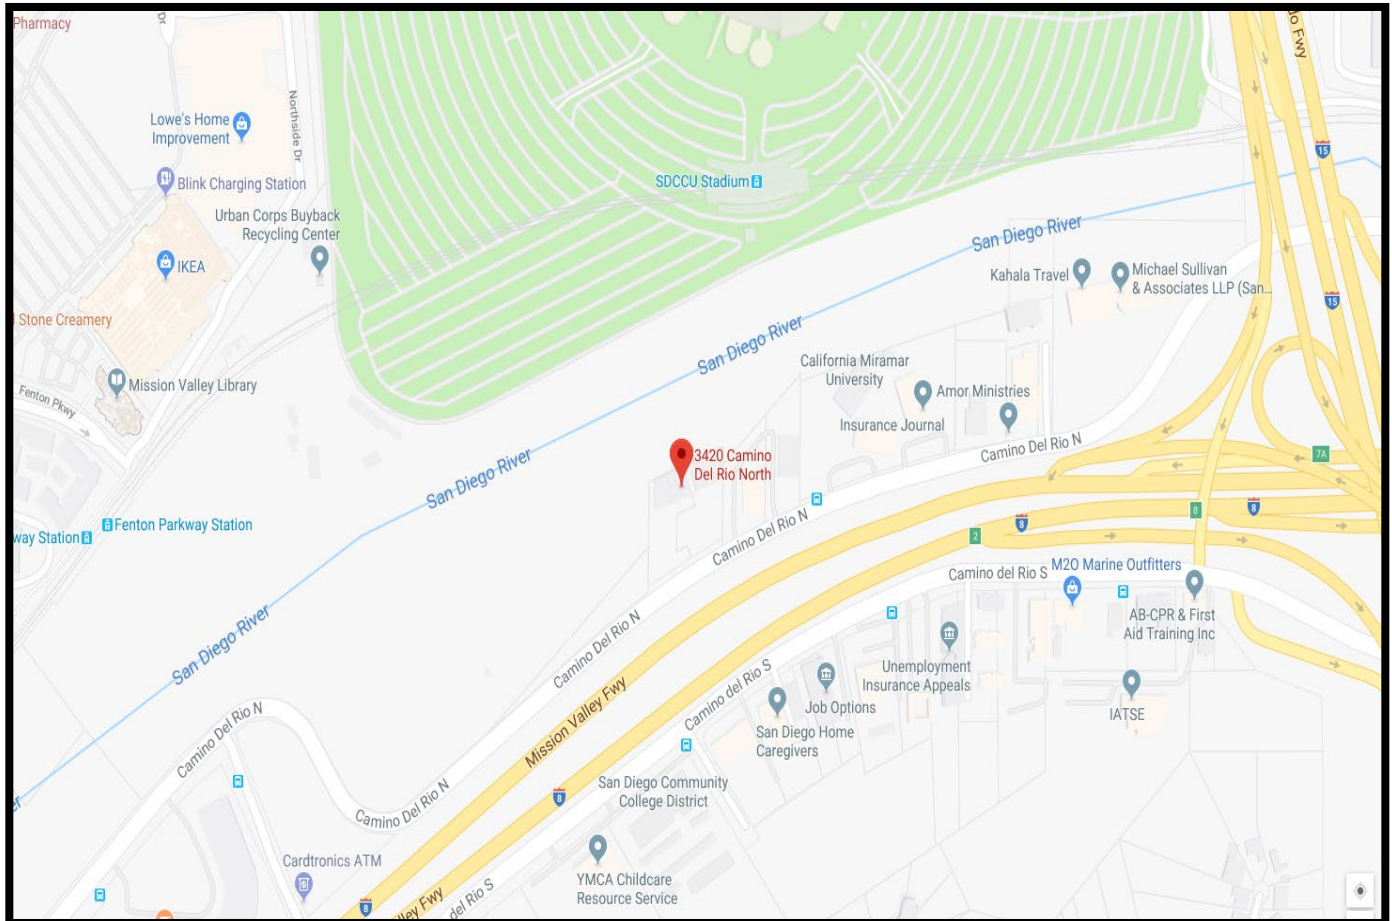 Pharmacy
Dr
do Fwy
Lowe's Home
Improvement
Northside Dr
15
Blink Charging Station
SDCCU Stadium
Urban Corps Buyback
Recycling Center
San Diego River
IKEA
Kahala Travel
Michael Sullivan
& Associates LLP (San...
15
Stone Creamery
San Diego River
California Miramar
University
Mission Valley Library
Amor Ministries
Fenton Pkwy
Insurance Journal
Camino Del Rio N
3420 Camino
Del Rio North
7A
San Diego River
8
8
Fenton Parkway Station
way Station
8
Camino Del Rio N
2
M2O Marine Outfitters
Camino del Rio S
San Diego River
AB-CPR & First
Aid Training Inc
Camino Del Rio N
Unemployment
Insurance Appeals
Camino del Rio S
Job Options
IATSE
Mission Valley Fwy
San Diego Home
Caregivers
Camino Del Rio N
San Diego Community
College District
8
Camino Del Rio N
Cardtronics ATM
YMCA Childcare
Resource Service
8
lley Fwy
del Rio S